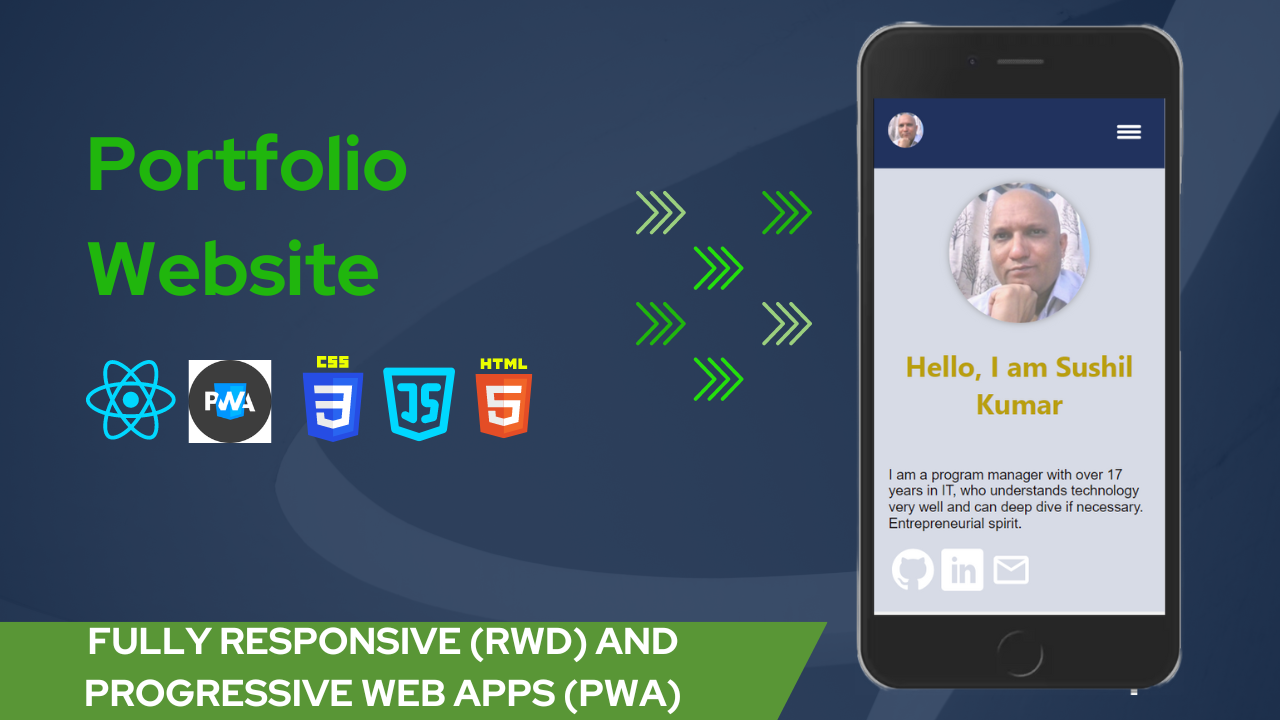 Portfolio
Website
PWA
CSS
3
JS
HTML
5
FULLY RESPONSIVE (RWD) AND
PROGRESSIVE WEB APPS (PWA)
Hello, I am Sushil
Kumar
I am a program manager with over 17
years in IT, who understands technology
very well and can deep dive if necessary.
Entrepreneurial spirit.
in